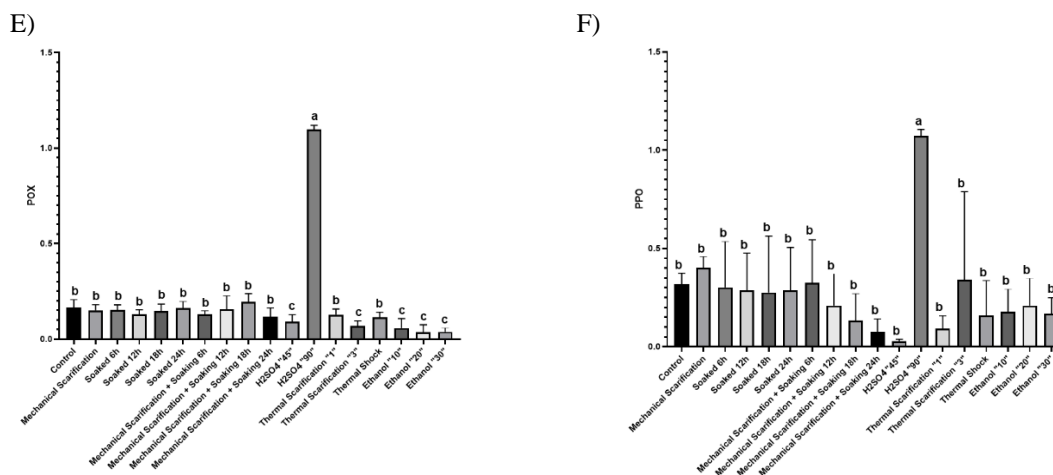 E)
F)
1.5
1.0
0.5
0.0
POX
b
b
b
b
b
b
b
b
b
b
c
a
b
c
b
c
c
c
Control
Mechanical Scarification
Soaked 6h
Soaked 12h
Soaked 18h
Soaked 24h
Mechanical Scarification + Soaking 6h
Mechanical Scarification + Soaking 12h
Mechanical Scarification + Soaking 18h
Mechanical Scarification + Soaking 24h
H2SO4 "45"
H2SO4 "90"
Thermal Scarification "1"
Thermal Scarification "3"
Thermal Shock
Ethanol "10"
Ethanol "20"
Ethanol "30"
1.5
1.0
0.5
0.0
PPO
b
b
b
b
b
b
b
b
b
b
b
a
b
b
b
b
b
b
Control
Mechanical Scarification
Soaked 6h
Soaked 12h
Soaked 18h
Soaked 24h
Mechanical Scarification + Soaking 6h
Mechanical Scarification + Soaking 12h
Mechanical Scarification + Soaking 18h
Mechanical Scarification + Soaking 24h
H2SO4 "45"
H2SO4 "90"
Thermal Scarification "1"
Thermal Scarification "3"
Thermal Shock
Ethanol "10"
Ethanol "20"
Ethanol "30"